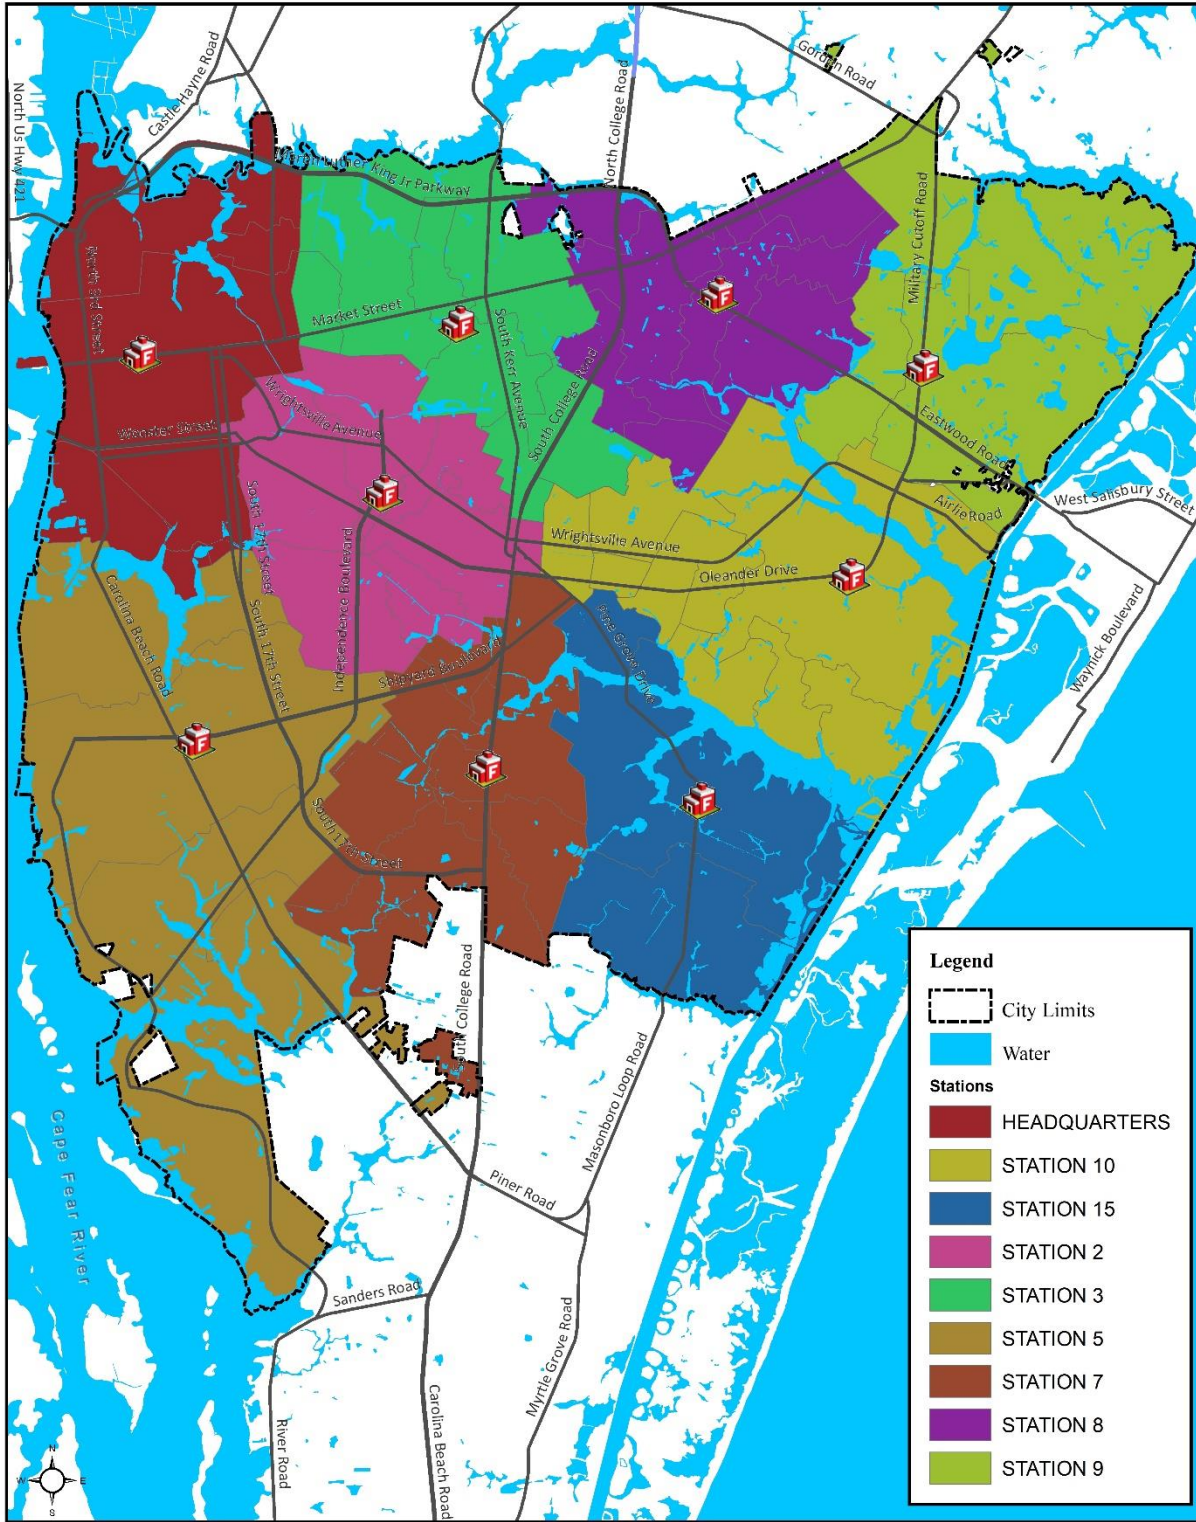 Castle Hayne Road
North Us Hwy 421
Gordon Road
North College Road
Martin Luther King Jr Parkway
Military Cutoff Road
North 3rd Street
Market Street
South Kerr Avenue
South College Road
Wrightsville Avenue
Wooster Street
Eastwood Road
West Salisbury Street
Airlie Road
South 17th Street
Wrightsville Avenue
Oleander Drive
Independence Boulevard
Carolina Beach Road
South 17th Street
Pine Grove Drive
Shipyard Boulevard
Waynick Boulevard
South 17th Street
South College Road
Masonboro Loop Road
Cape Fear River
Piner Road
Sanders Road
Myrtle Grove Road
River Road
Carolina Beach Road
F
F
F
F
F
F
F
F
F
N
W
E
S
Legend
City Limits
Water
Stations
HEADQUARTERS
STATION 10
STATION 15
STATION 2
STATION 3
STATION 5
STATION 7
STATION 8
STATION 9